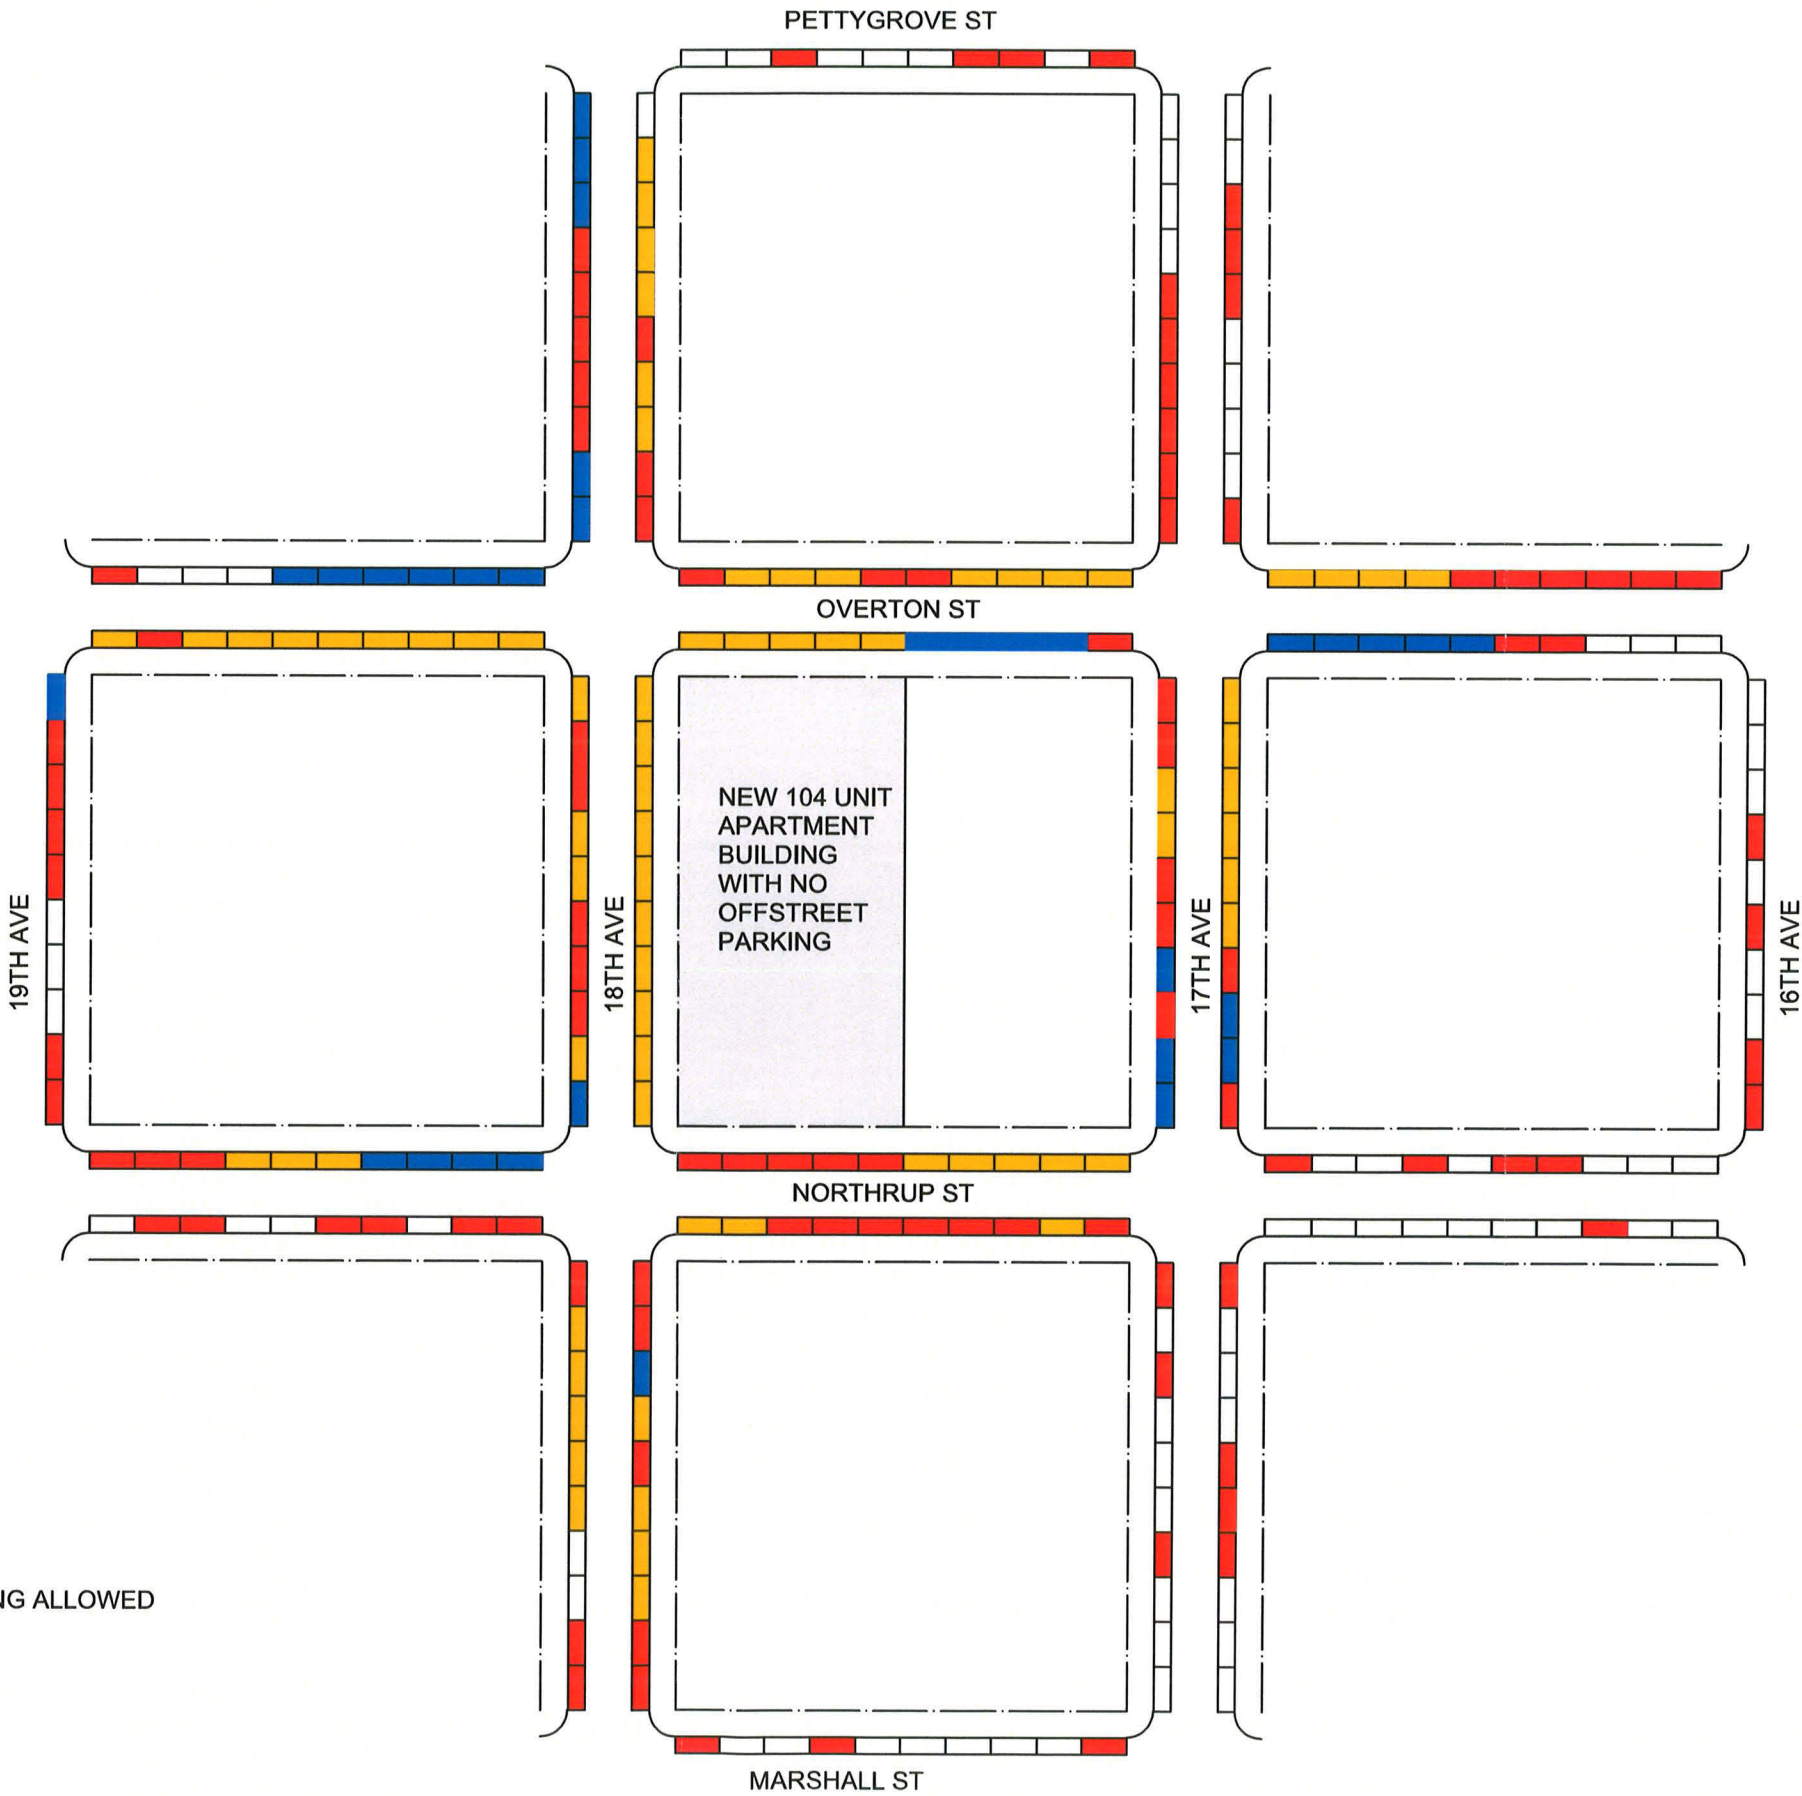 PETTYGROVE ST
OVERTON ST
NEW 104 UNIT
APARTMENT
BUILDING
WITH NO
OFFSTREET
PARKING
19TH AVE
18TH AVE
17TH AVE
16TH AVE
NORTHRUP ST
NG ALLOWED
MARSHALL ST